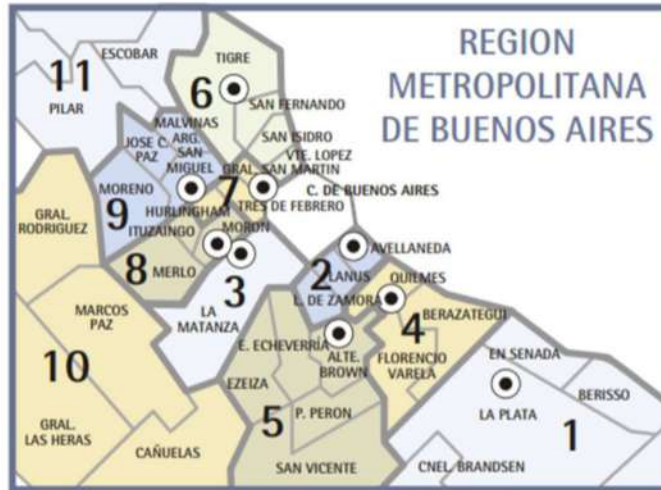 REGION
METROPOLITANA
DE BUENOS AIRES
ESCOBAR
11
PILAR
TIGRE
6
SAN FERNANDO
SAN ISIDRO
VTE. LOPEZ
MALVINAS
ARG.
JOSE C.
PAZ
SAN
MIGUEL
GRAL. SAN MARTIN
7
C. DE BUENOS AIRES
TRES DE FEBRERO
MORENO
9
HURLINGHAM
ITUZAINGO
MORON
GRAL.
RODRIGUEZ
8
MERLO
3
LA
MATANZA
2
AVELLANEDA
LANUS
L. DE ZAMORA
QUILMES
4
BERAZATEGUI
FLORENCIO
VARELA
MARCOS
PAZ
10
GRAL.
LAS HERAS
CAÑUELAS
E. ECHEVERRÍA
ALTE.
BROWN
EZEIZA
5
P. PERON
SAN VICENTE
EN SENADA
BERISSO
LA PLATA
1
CNEL. BRANDSEN